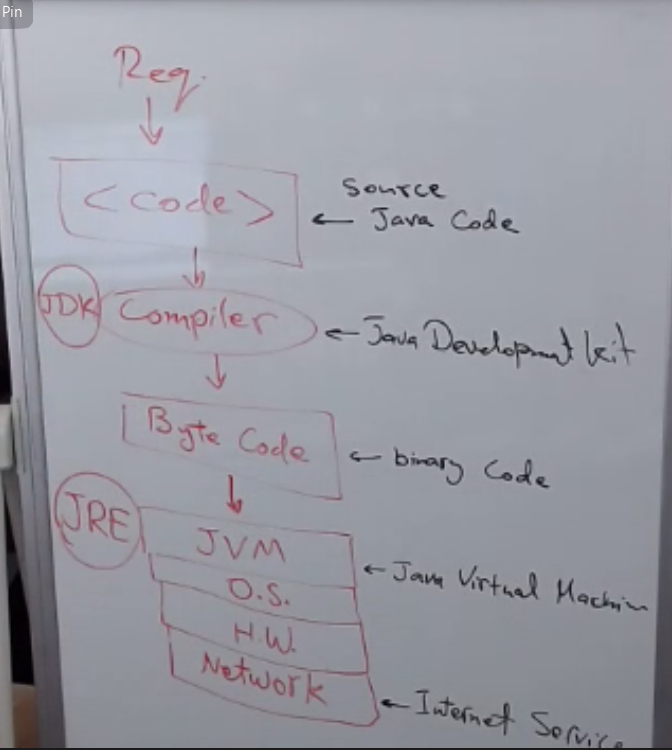 Pin
Req.
<code>
source
← Java Code
JDK
Compiler
← Java Development kit
Byte Code
← binary Code
JRE
JVM
← Java Virtual Machin
O.S.
H.W.
Network
← Internet Service